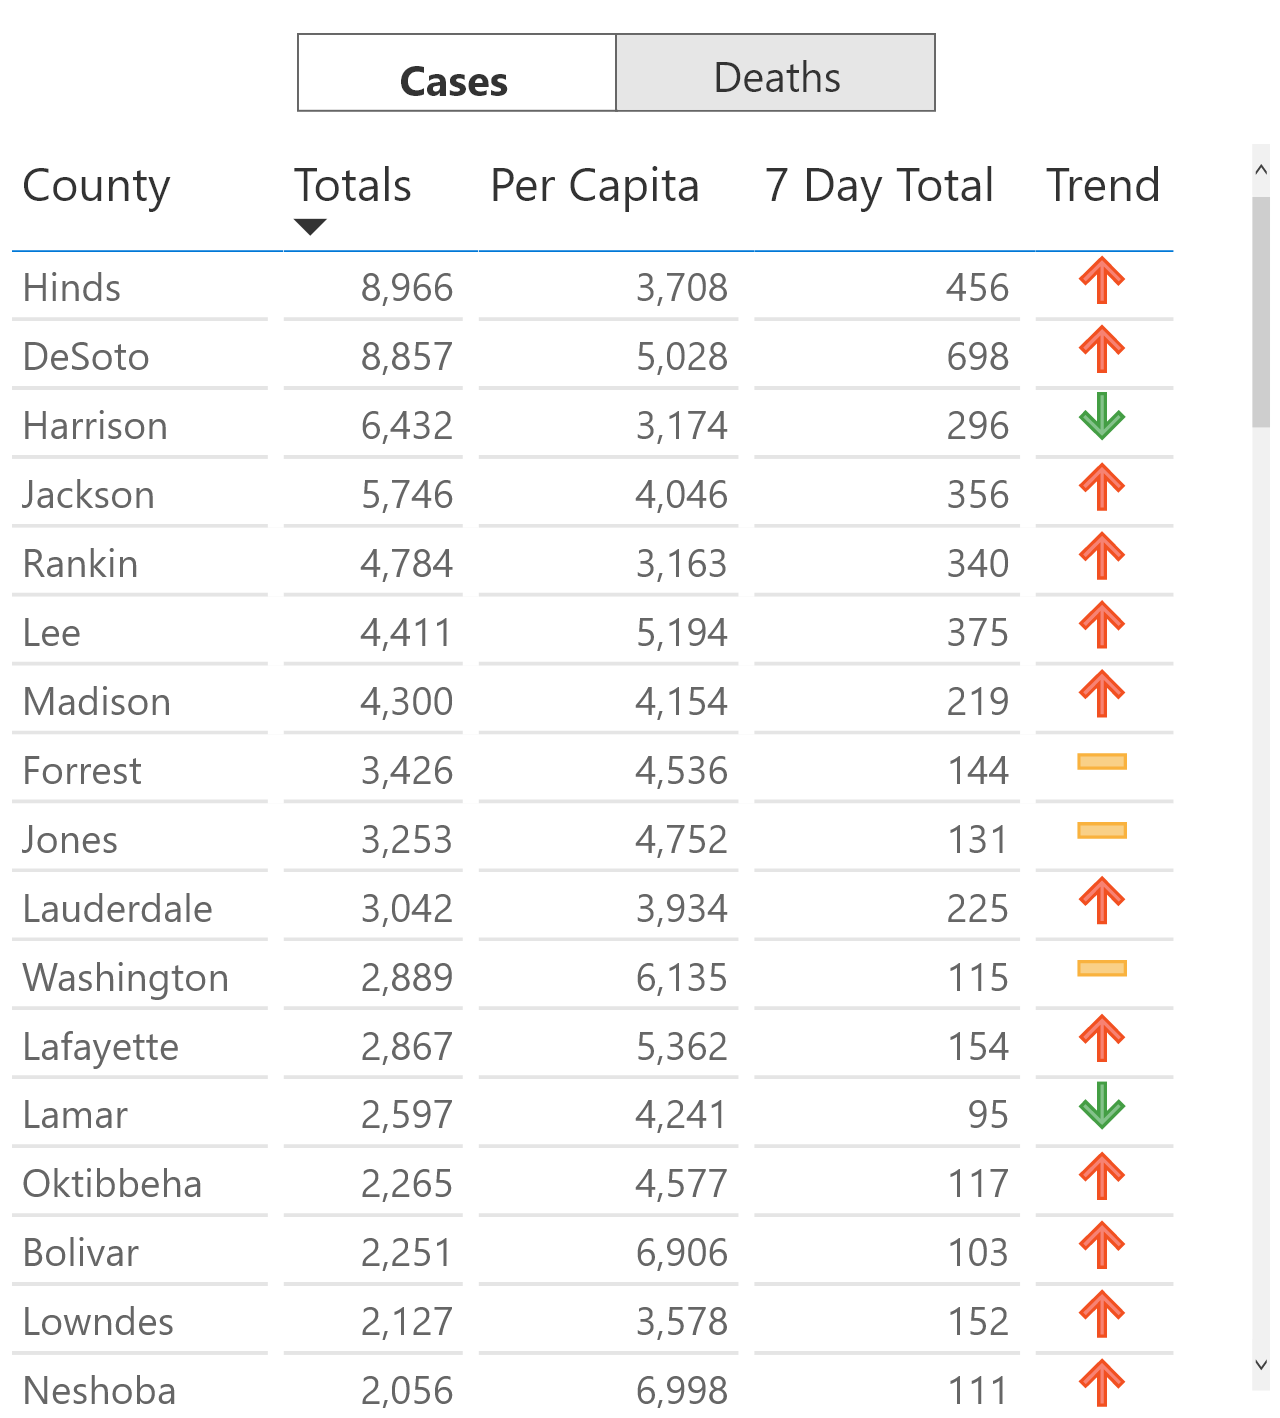 Cases Deaths
County Totals Per Capita 7 Day Total Trend
Hinds 8,966 3,708 456
DeSoto 8,857 5,028 698
Harrison 6,432 3,174 296
Jackson 5,746 4,046 356
Rankin 4,784 3,163 340
Lee 4,411 5,194 375
Madison 4,300 4,154 219
Forrest 3,426 4,536 144
Jones 3,253 4,752 131
Lauderdale 3,042 3,934 225
Washington 2,889 6,135 115
Lafayette 2,867 5,362 154
Lamar 2,597 4,241 95
Oktibbeha 2,265 4,577 117
Bolivar 2,251 6,906 103
Lowndes 2,127 3,578 152
Neshoba 2,056 6,998 111